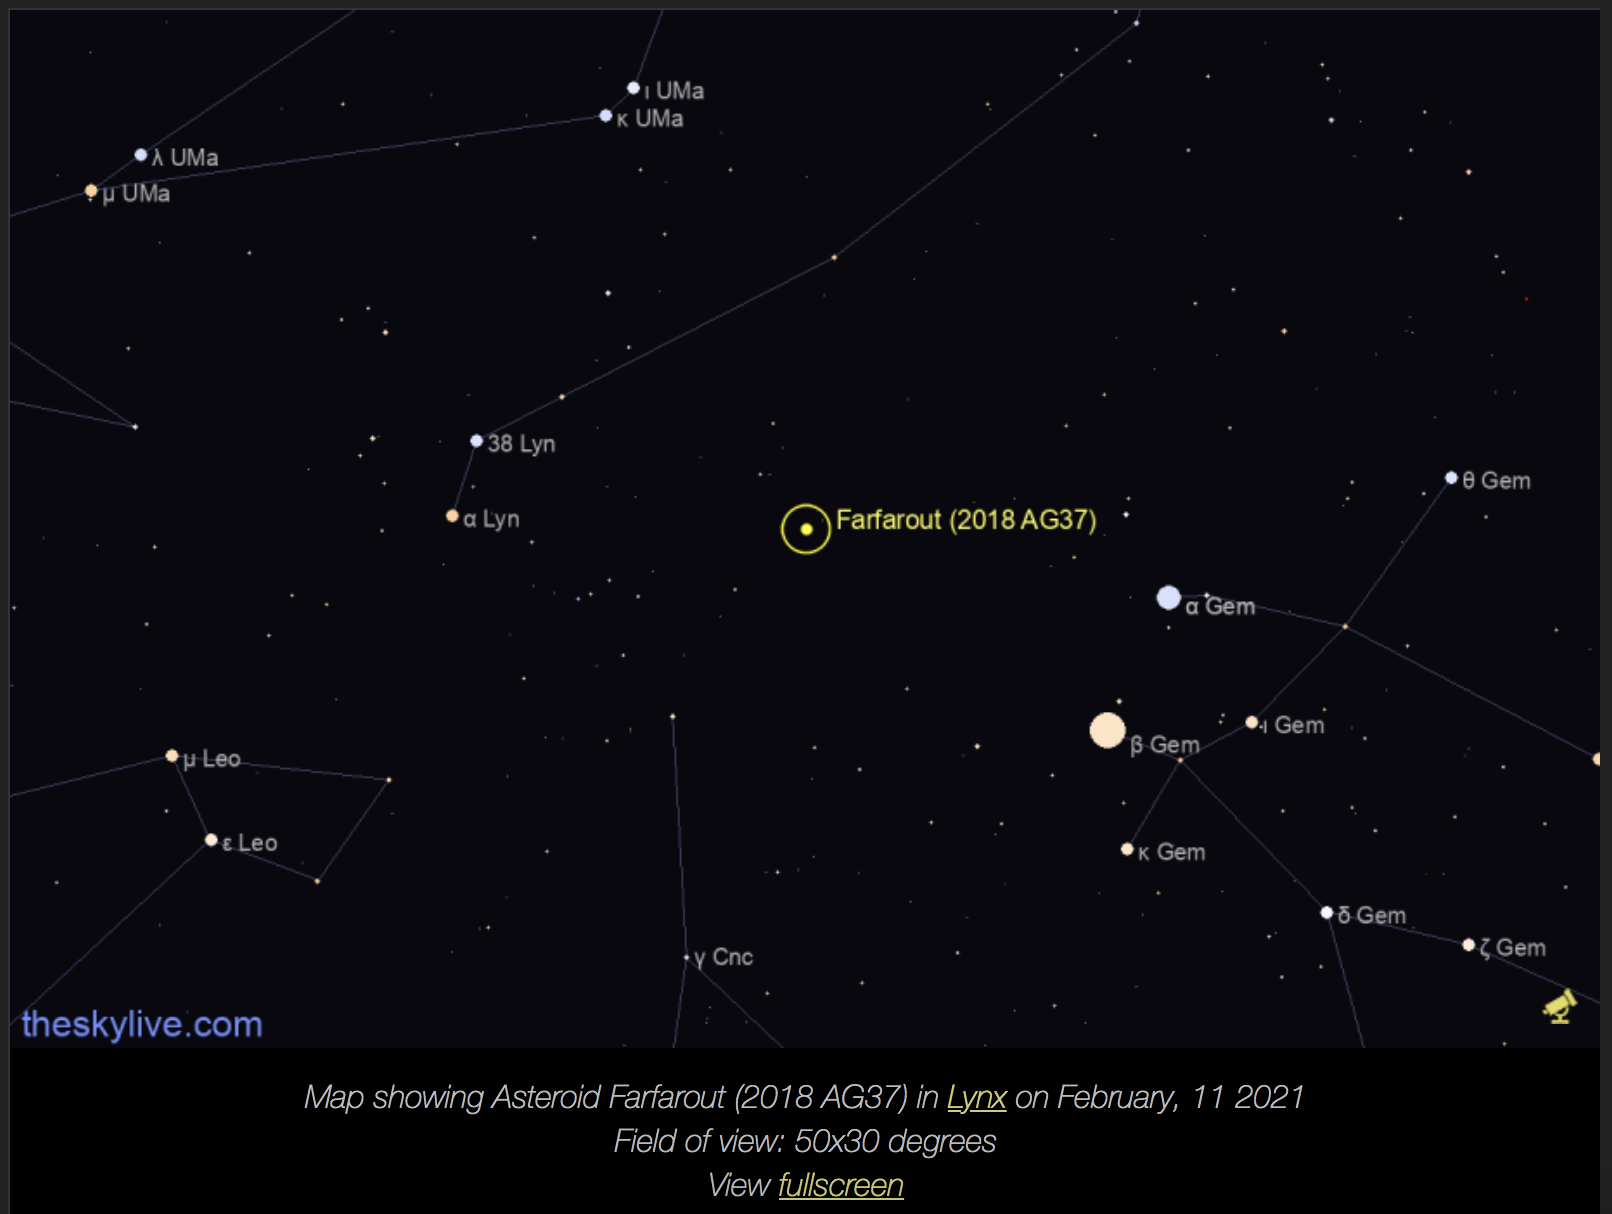 ι UMa
κ UMa
λ UMa
μ UMa
38 Lyn
α Lyn
θ Gem
Farfarout (2018 AG37)
α Gem
ι Gem
β Gem
μ Leo
ε Leo
κ Gem
δ Gem
ζ Gem
γ Cnc
theskylive.com
Map showing Asteroid Farfarout (2018 AG37) in Lynx on February, 11 2021
Field of view: 50x30 degrees
View fullscreen